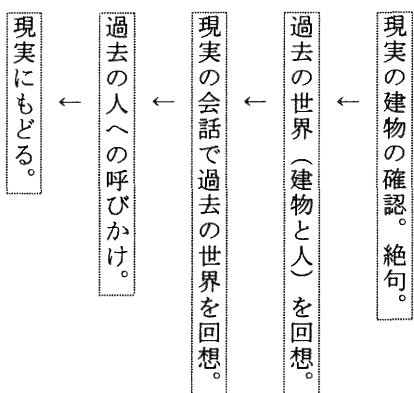 現実の建物の確認。絶句。
←
過去の世界（建物と人）を回想。
←
現実の会話で過去の世界を回想。
←
過去の人への呼びかけ。
←
現実にもどる。